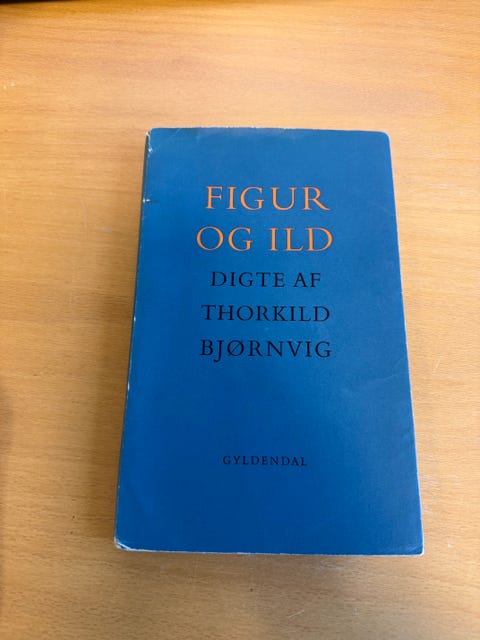 FIGUR
OG ILD
DIGTE AF
THORKILD
BJØRNVIG
GYLDENDAL